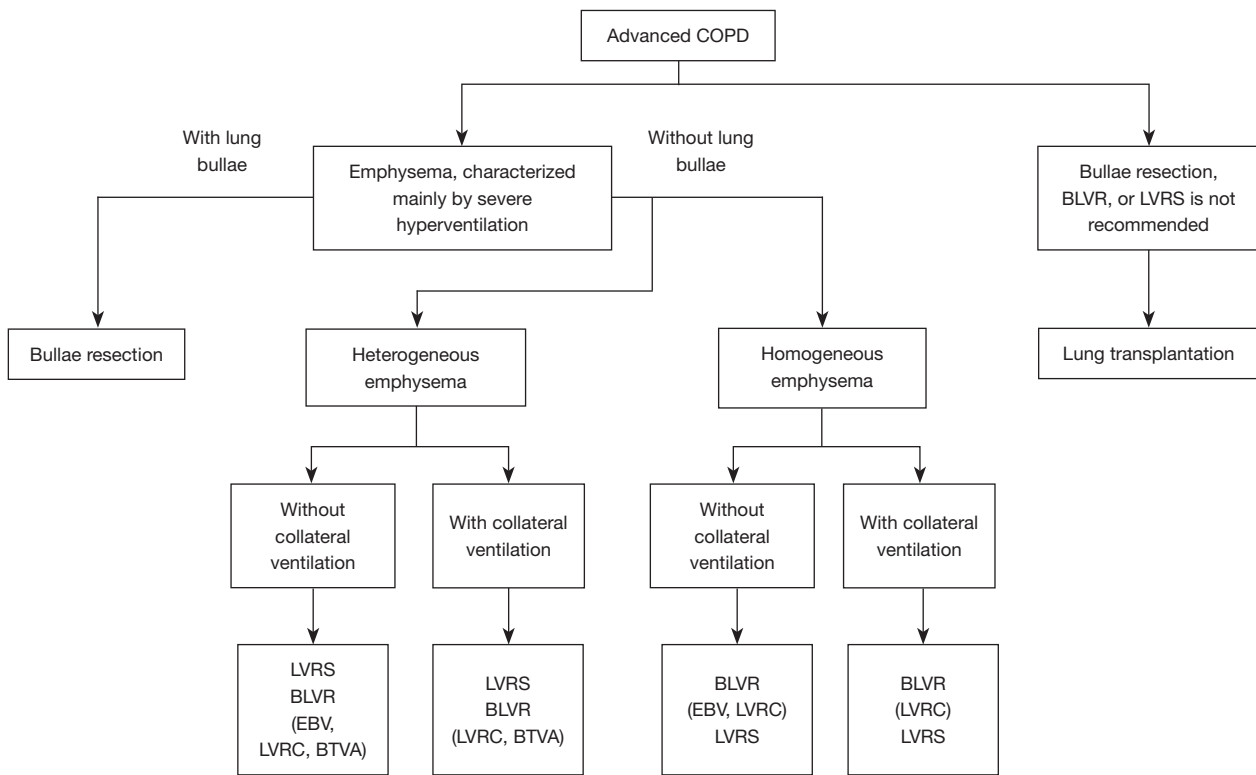 Advanced COPD
With lung
bullae
Without lung
bullae
Emphysema, characterized
mainly by severe
hyperventilation
Bullae resection,
BLVR, or LVRS is not
recommended
Bullae resection
Heterogeneous
emphysema
Homogeneous
emphysema
Lung transplantation
Without
collateral
ventilation
With collateral
ventilation
Without
collateral
ventilation
With collateral
ventilation
LVRS
BLVR
(EBV,
LVRC, BTVA)
LVRS
BLVR
(LVRC, BTVA)
BLVR
(EBV, LVRC)
LVRS
BLVR
(LVRC)
LVRS